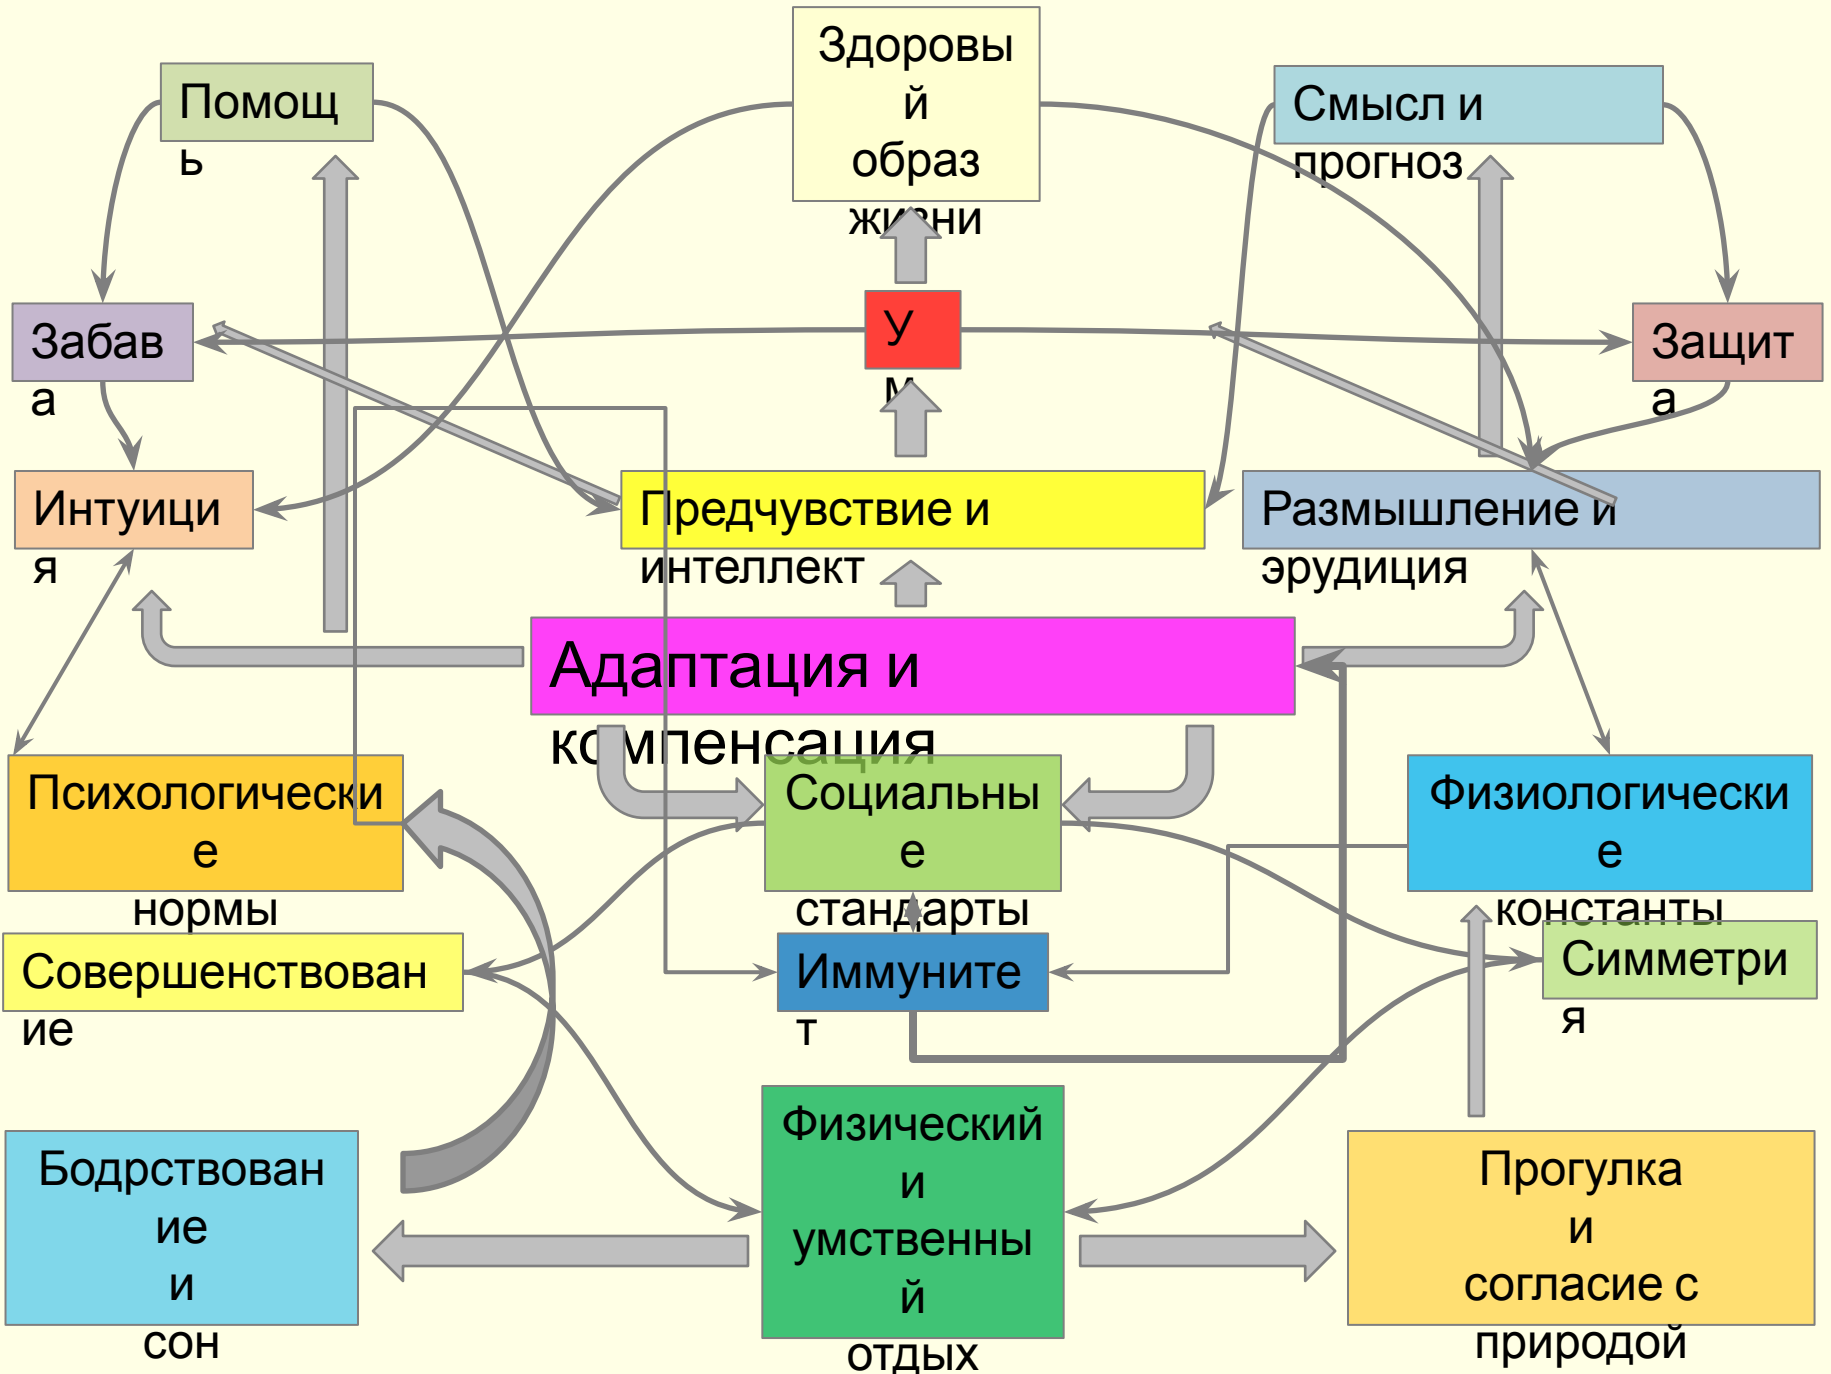 Здоровы
й
образ
жизни
Помощ
ь
Смысл и
прогноз
Забав
а
У
м
Защит
а
Интуици
я
Предчувствие и
интеллект
Размышление и
эрудиция
Адаптация и
компенсация
Психологически
е
нормы
Социальны
е
стандарты
Физиологически
е
константы
Совершенствован
ие
Иммуните
т
Симметри
я
Бодрствован
ие
и
сон
Физический
и
умственны
й
отдых
Прогулка
и
согласие с
природой